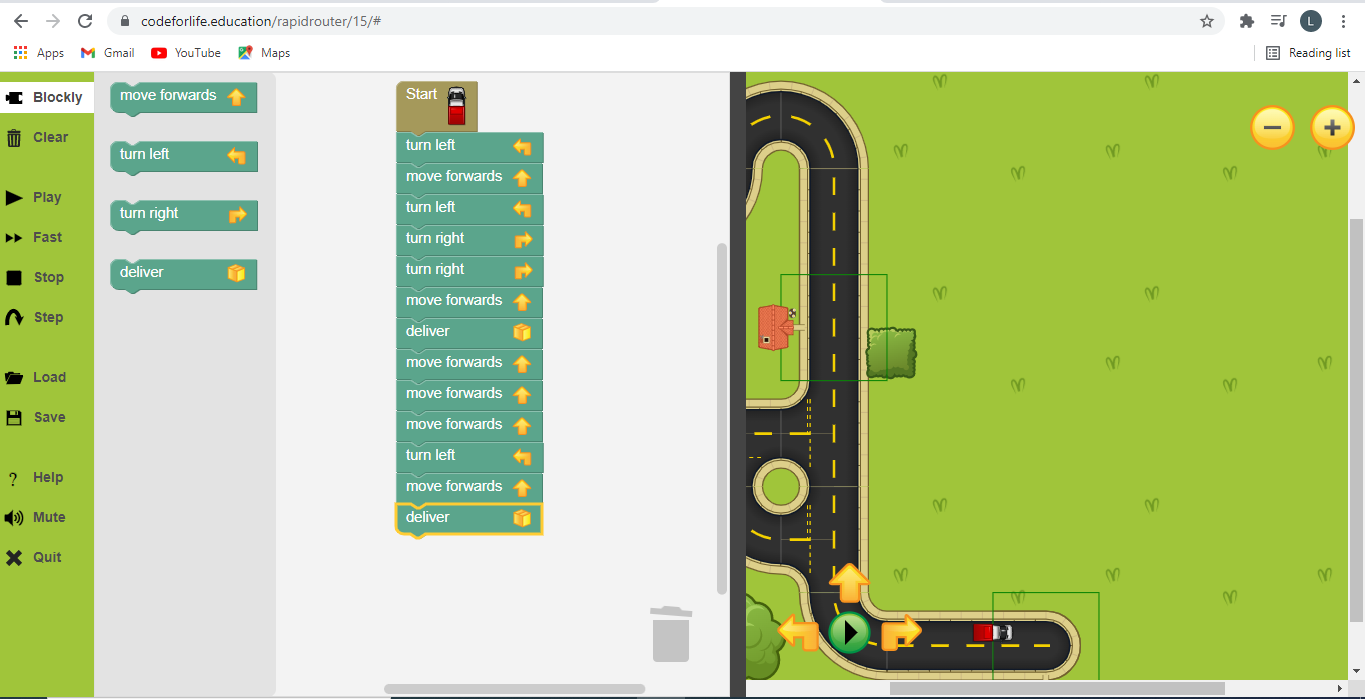 codeforlife.education/rapidrouter/15/#
L
Apps Gmail YouTube Maps Reading list
Blockly
Clear
Play
Fast
Stop
Step
Load
Save
? Help
Mute
Quit
move forwards
turn left
turn right
deliver
Start
turn left
move forwards
turn left
turn right
turn right
move forwards
deliver
move forwards
move forwards
move forwards
turn left
move forwards
deliver